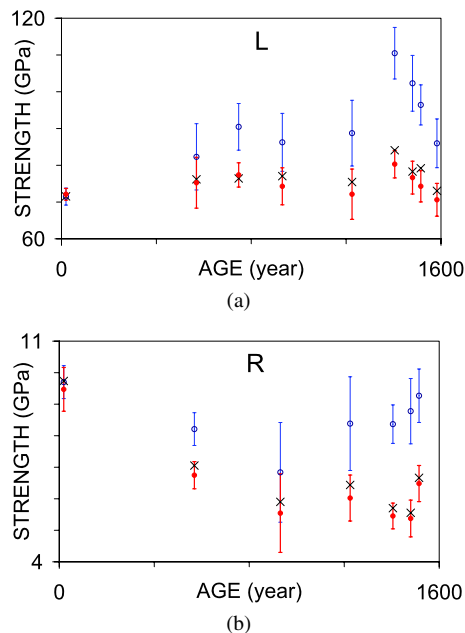 120
L
STRENGTH (GPa)
60
0
AGE (year)
1600
(a)
11
R
STRENGTH (GPa)
4
0
AGE (year)
1600
(b)